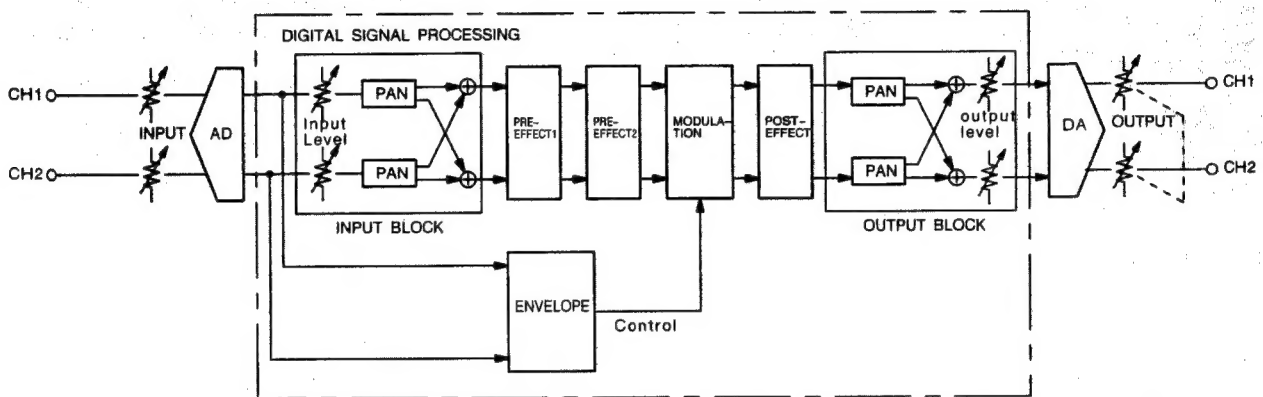 DIGITAL SIGNAL PROCESSING
CH1
INPUT
CH2
AD
Input
Level
PAN
PAN
INPUT BLOCK
PRE-
EFFECT1
PRE-
EFFECT2
MODULA-
TION
POST-
EFFECT
PAN
PAN
output
level
OUTPUT BLOCK
DA
OUTPUT
CH1
CH2
ENVELOPE
Control